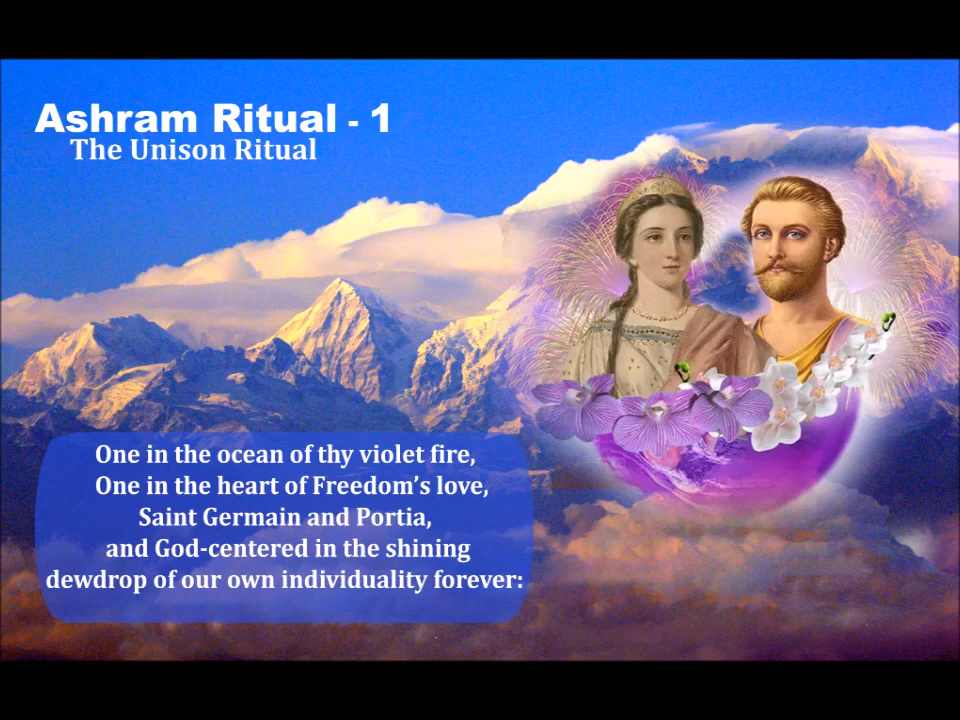 Ashram Ritual - 1
The Unison Ritual
One in the ocean of thy violet fire,
One in the heart of Freedom’s love,
Saint Germain and Portia,
and God-centered in the shining
dewdrop of our own individuality forever: